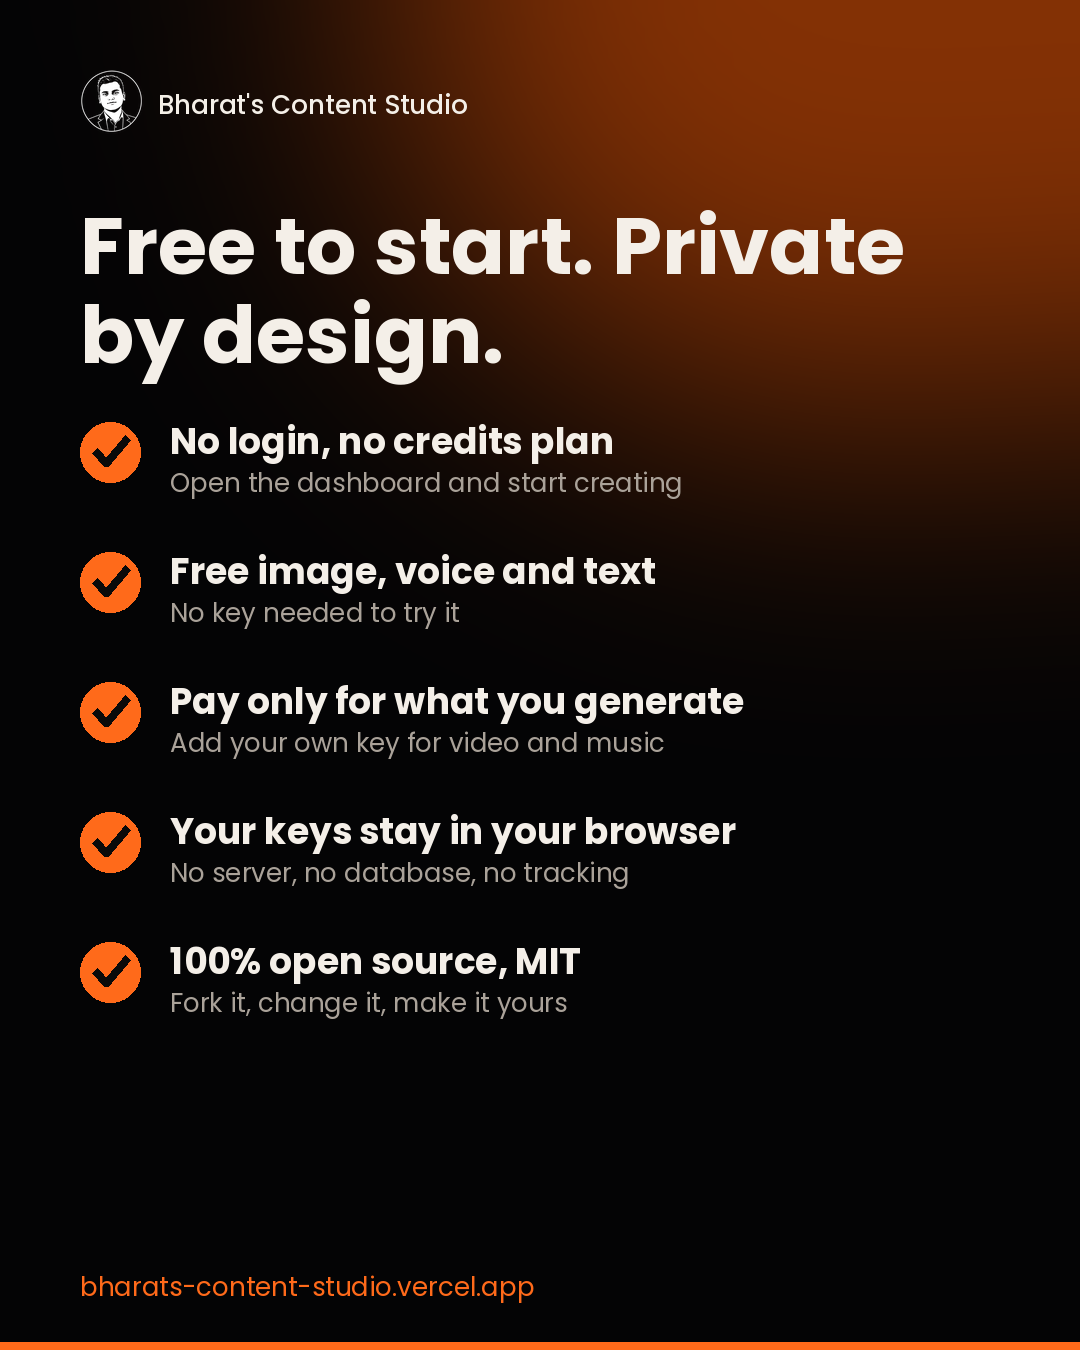 Bharat's Content Studio
Free to start. Private
by design.
No login, no credits plan
Open the dashboard and start creating
Free image, voice and text
No key needed to try it
Pay only for what you generate
Add your own key for video and music
Your keys stay in your browser
No server, no database, no tracking
100% open source, MIT
Fork it, change it, make it yours
bharats-content-studio.vercel.app